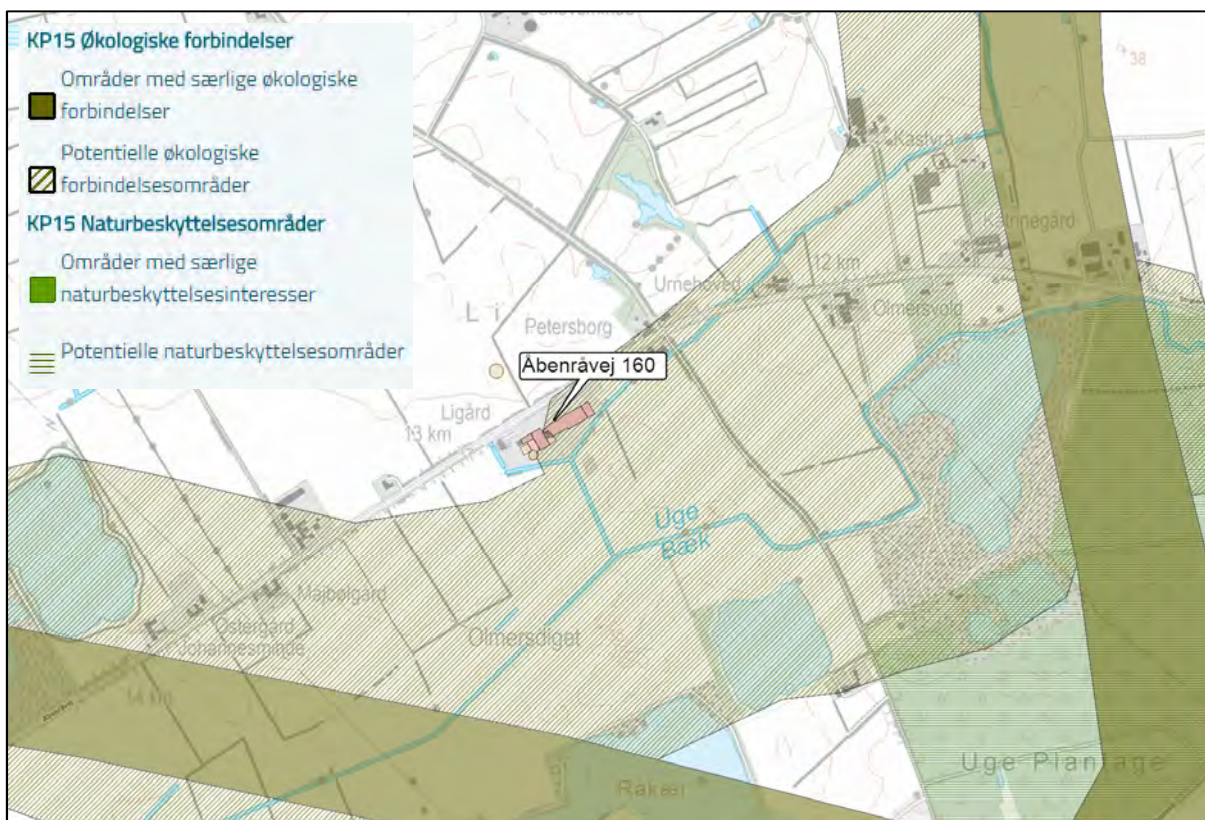 KP15 Økologiske forbindelser
Områder med særlige økologiske
forbindelser
Potentielle økologiske
forbindelsesområder
KP15 Naturbeskyttelsesområder
Områder med særlige
naturbeskyttelsesinteresser
Potentielle naturbeskyttelsesområder
38
Katrinegård
12 km
Urnehoved
Olmersvold
L i
Petersborg
Åbenråvej 160
Ligård
13 km
Uge
Bæk
Majbølgård
Østergård
Johannesminde
Olmersdiget
14 km
Uge Plantage